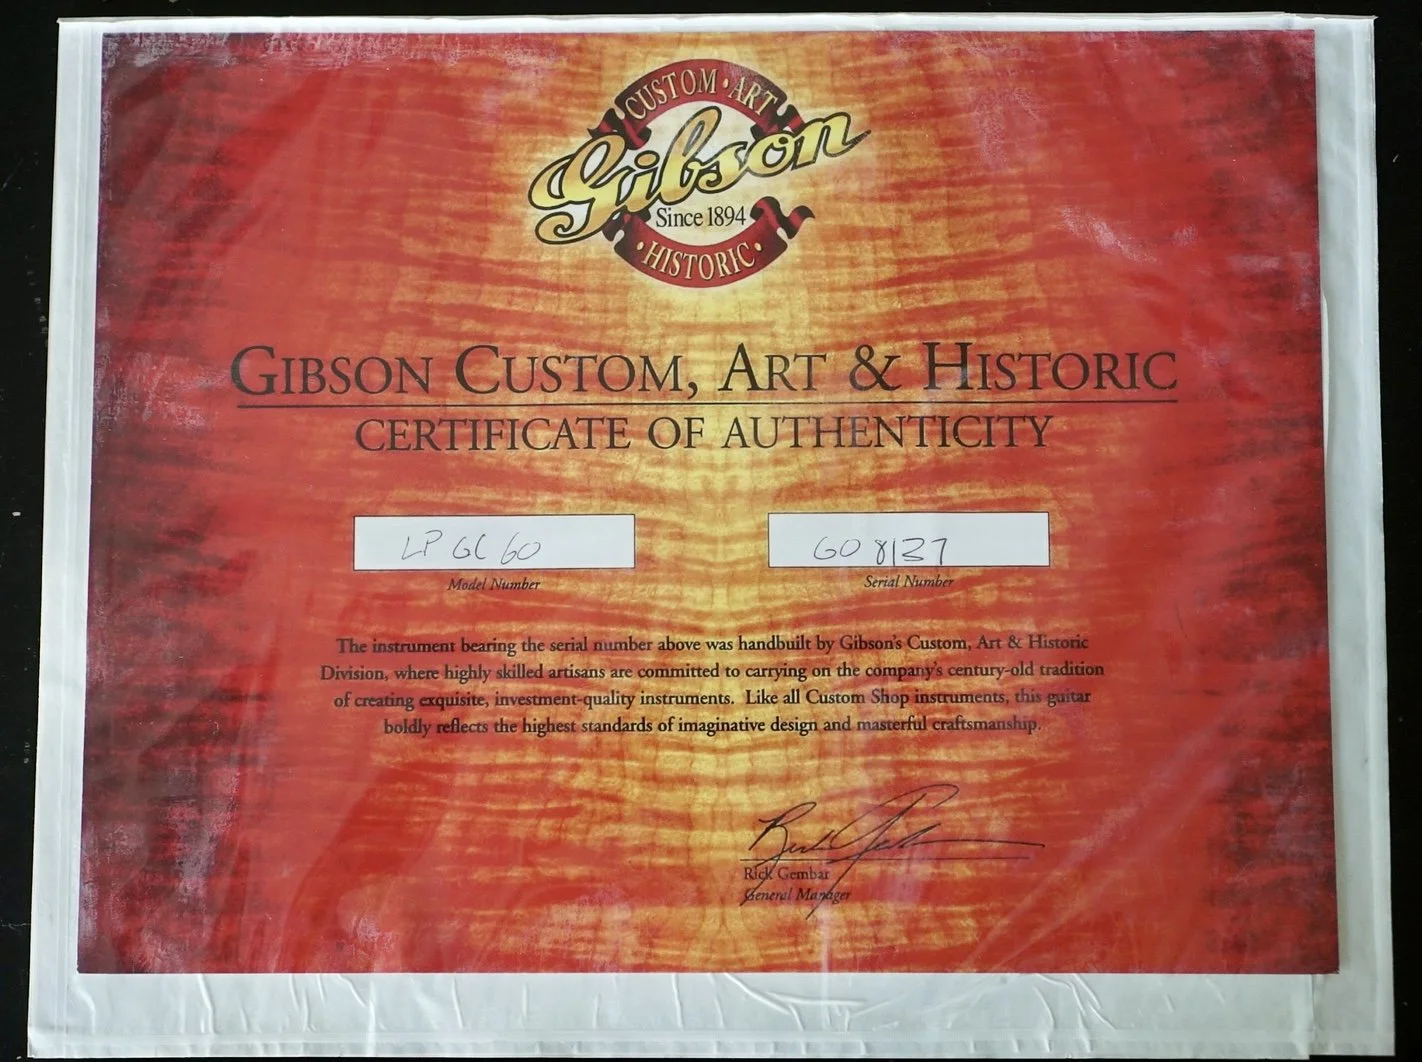 CUSTOM • ART
Gibson
Since 1894
• HISTORIC •
GIBSON CUSTOM, ART & HISTORIC
CERTIFICATE OF AUTHENTICITY
LP GC 60
GO 8137
Model Number
Serial Number
The instrument bearing the serial number above was handbuilt by Gibson's Custom, Art & Historic
Division, where highly skilled artisans are committed to carrying on the company's century-old tradition
of creating exquisite, investment-quality instruments. Like all Custom Shop instruments, this guitar
boldly reflects the highest standards of imaginative design and masterful craftsmanship.
Rick Gembar
General Manager